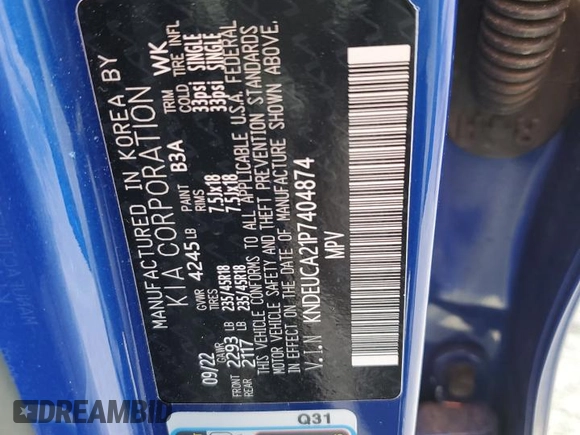 MANUFACTURED IN KOREA BY
KIA CORPORATION
09/22 GVWR 4245 LB PAINT B3A TRIM WK
GAWR TIRES RIMS COLD TIRE INFL
FRONT 2293 LB 235/45R18 7.5Jx18 33psi SINGLE
REAR 2117 LB 235/45R18 7.5Jx18 33psi SINGLE
THIS VEHICLE CONFORMS TO ALL APPLICABLE U.S.A. FEDERAL
MOTOR VEHICLE SAFETY AND THEFT PREVENTION STANDARDS
IN EFFECT ON THE DATE OF MANUFACTURE SHOWN ABOVE.
V.I.N KNDEUCA21P7404874
MPV
Q31
DREAMBID